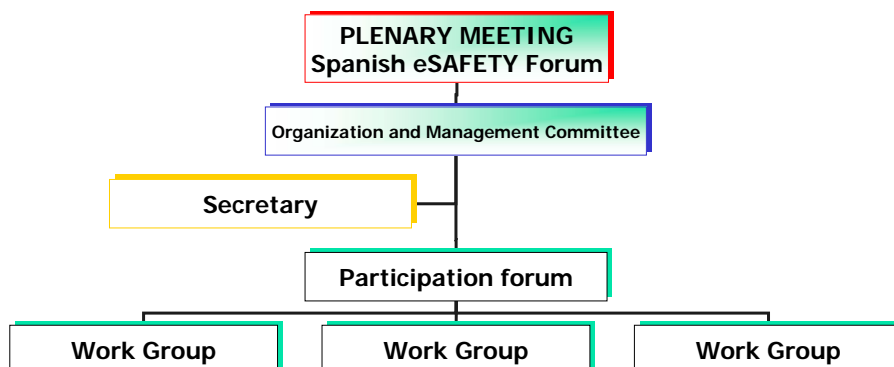 PLENARY MEETING
Spanish eSAFETY Forum
Organization and Management Committee
Secretary
Participation forum
Work Group
Work Group
Work Group